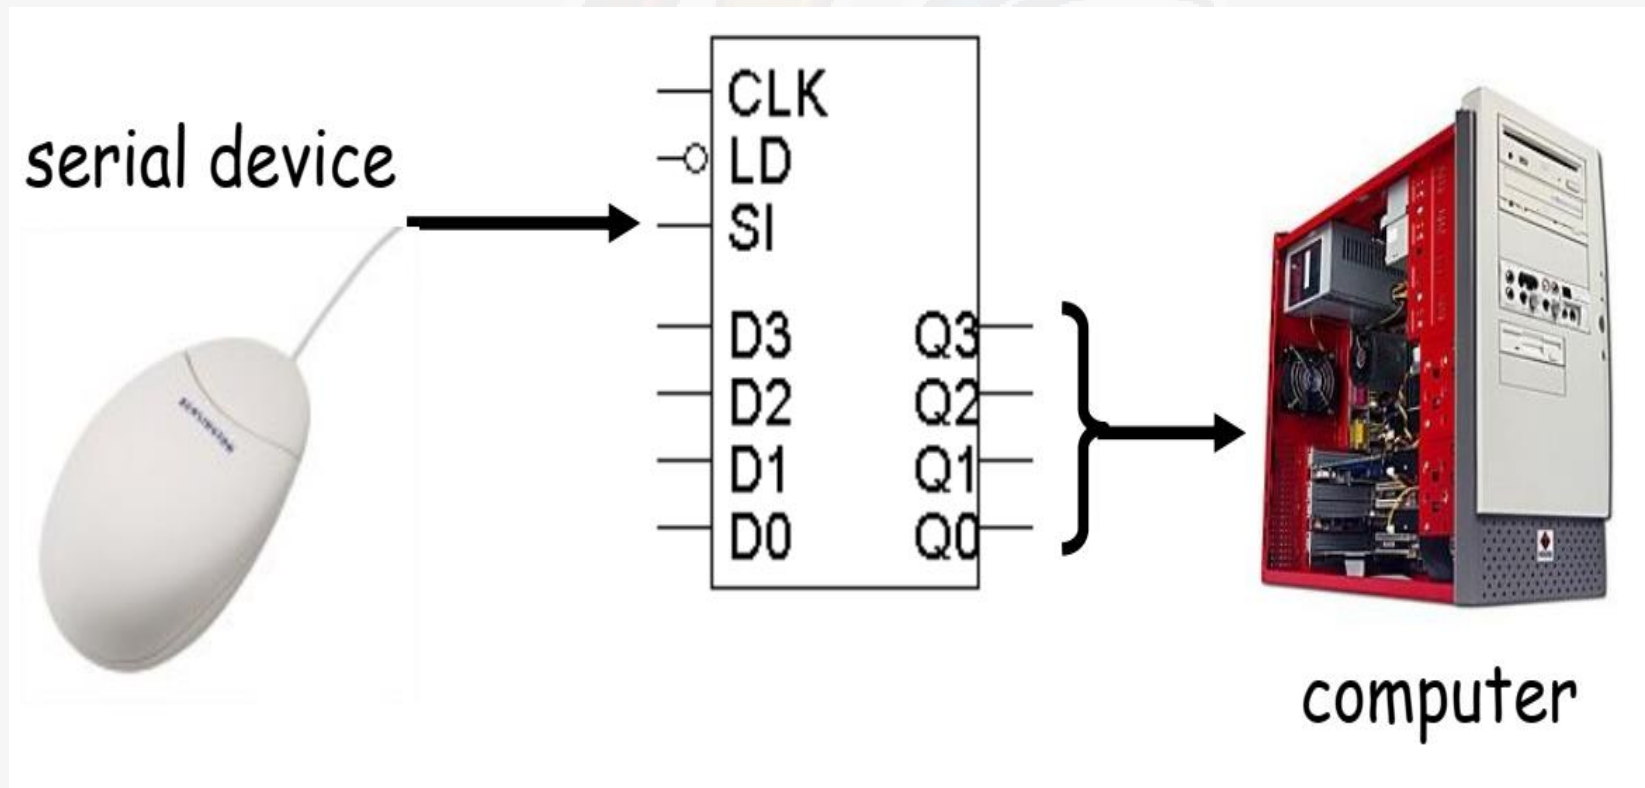 serial device
CLK
LD
SI
D3
D2
D1
D0
Q3
Q2
Q1
Q0
computer